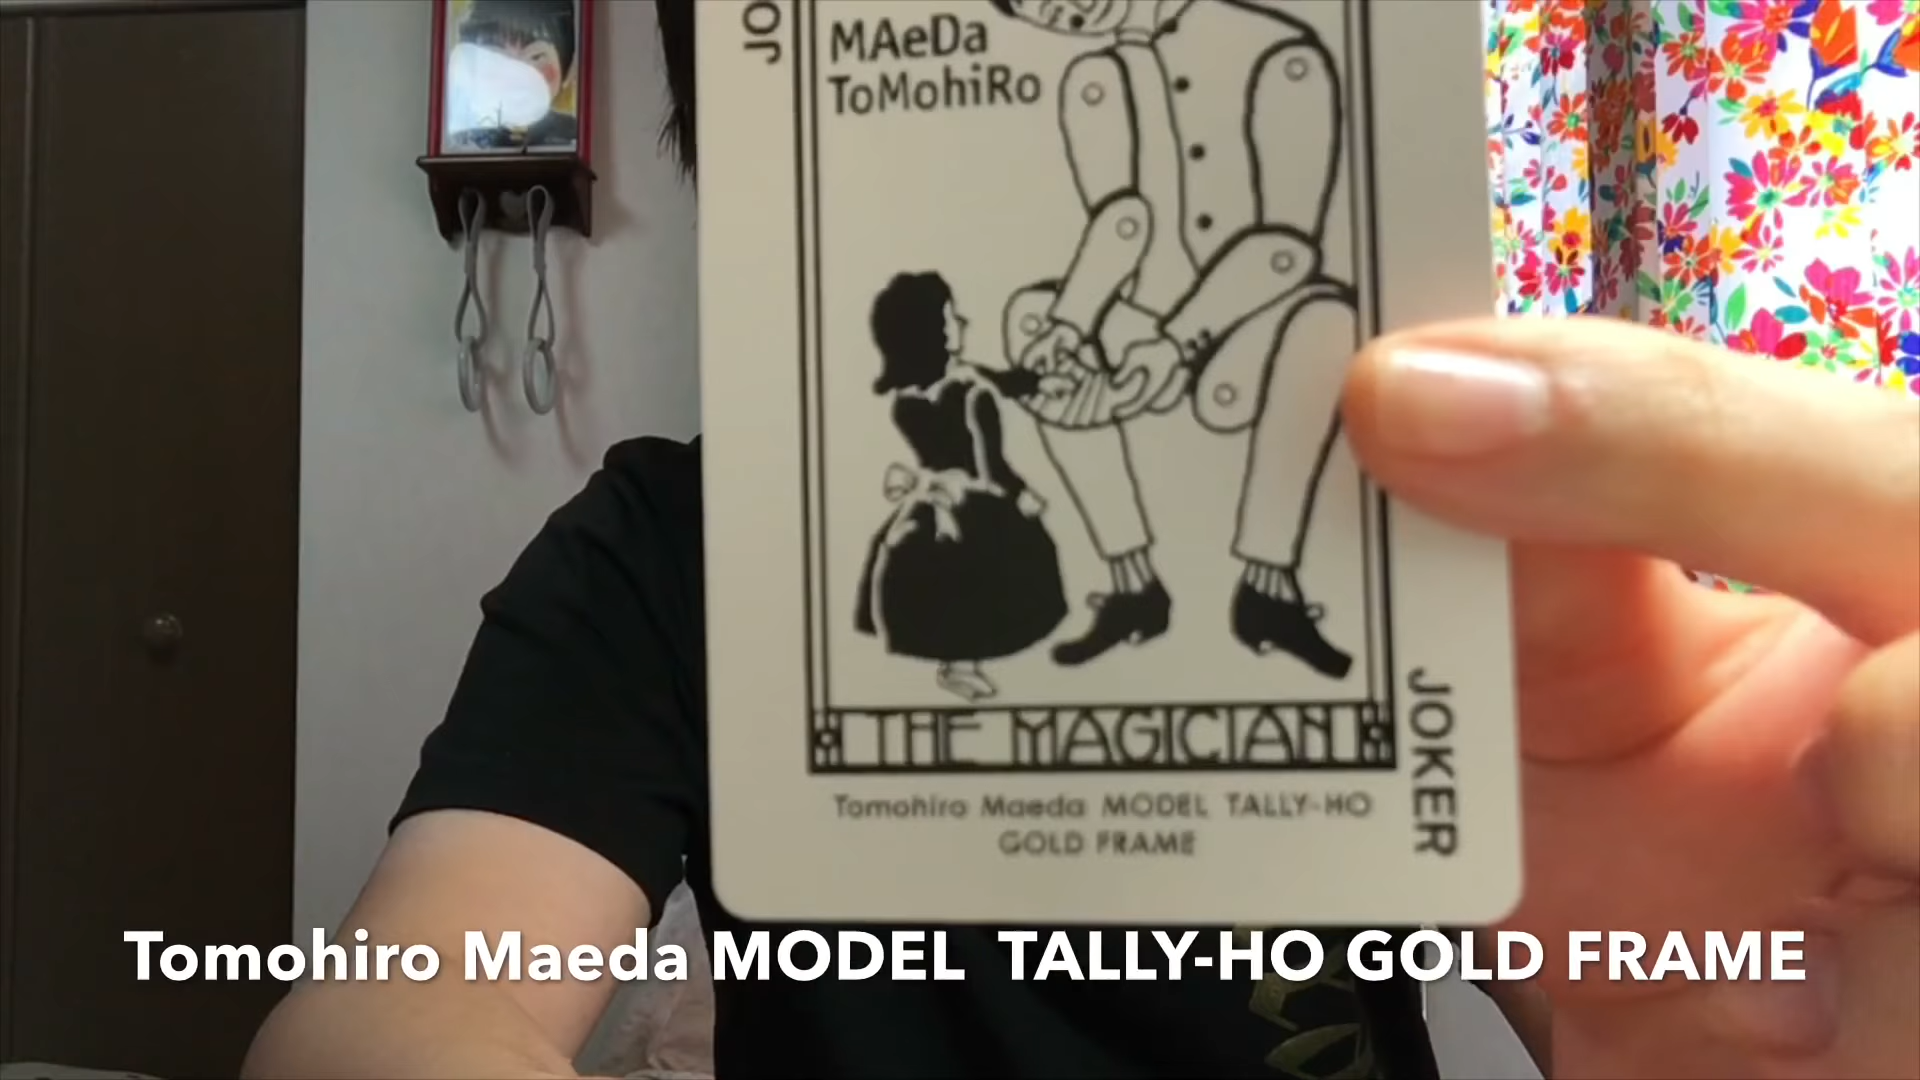 JO
MAeDa
ToMohiRo
THE MAGICIAN
Tomohiro Maeda MODEL TALLY-HO
GOLD FRAME
JOKER
Tomohiro Maeda MODEL TALLY-HO GOLD FRAME